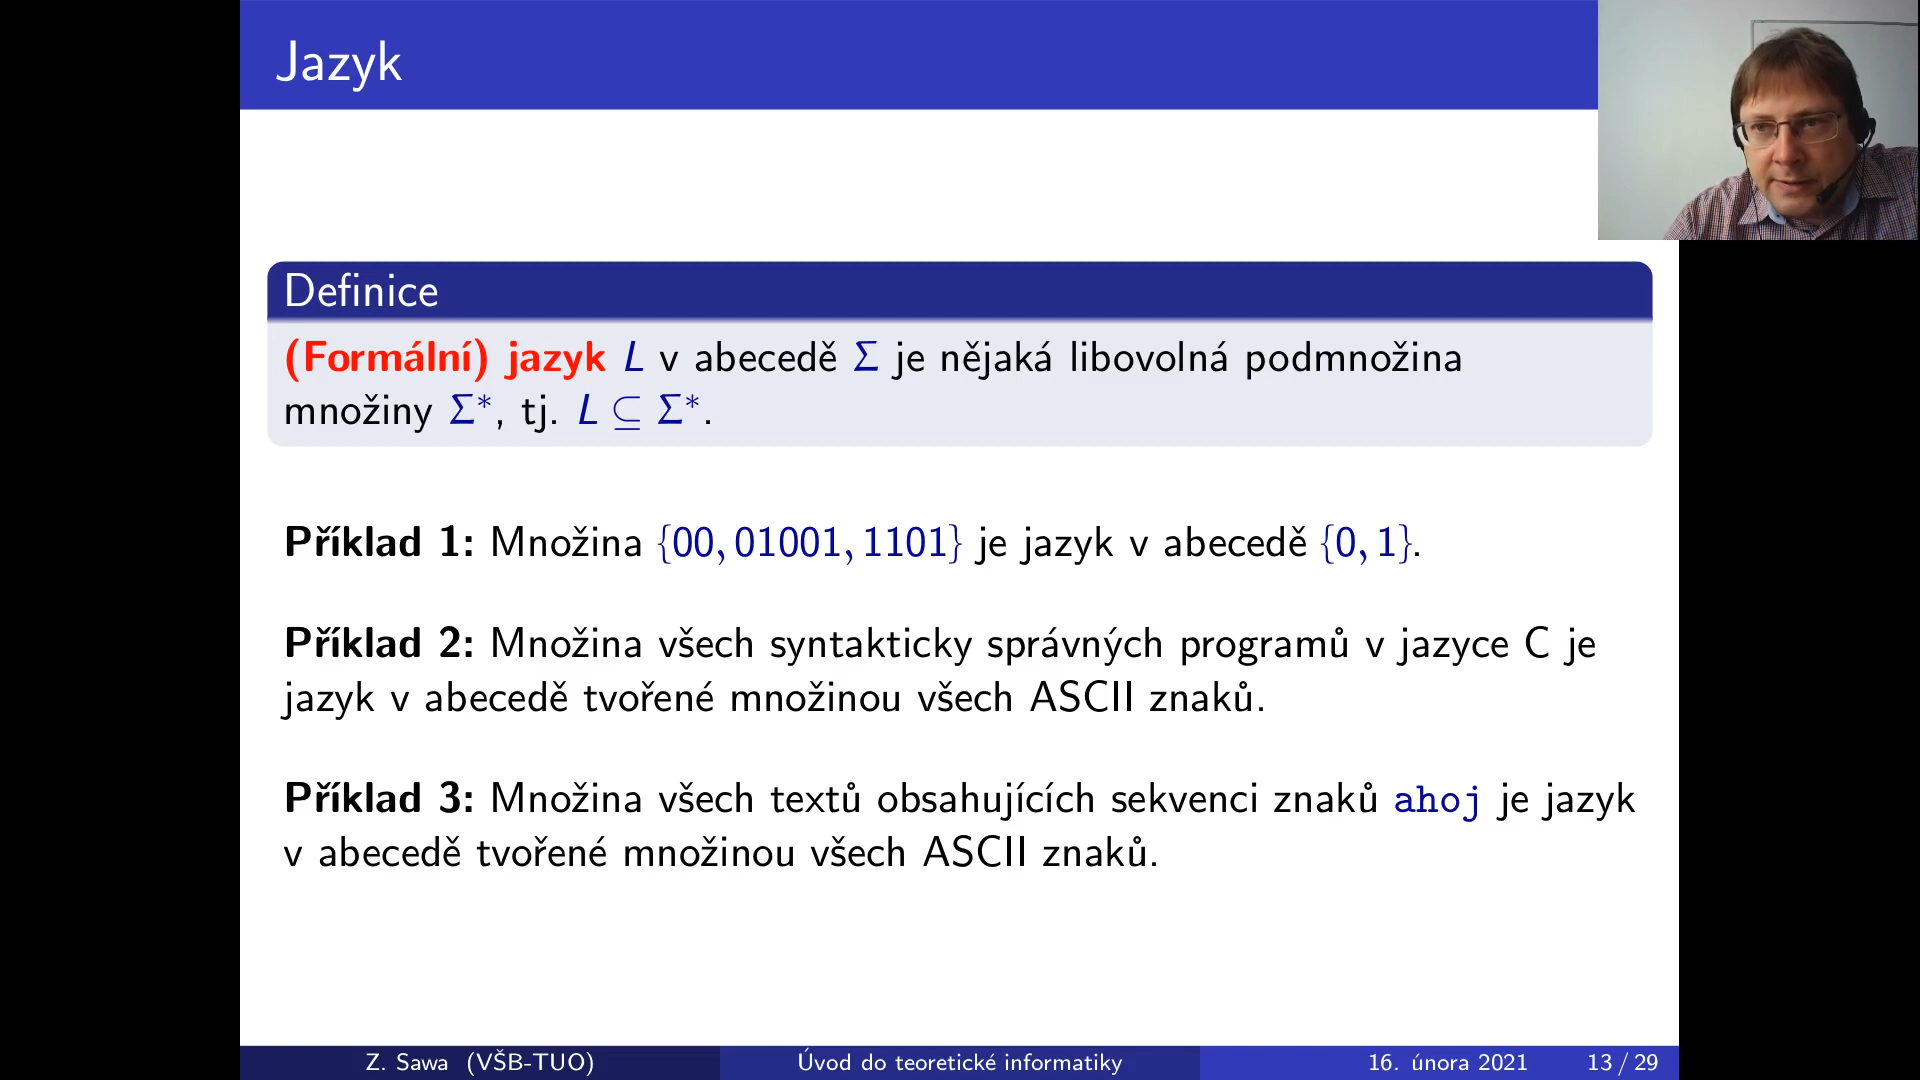 Jazyk
Definice
(Formální) jazyk L v abecedě Σ je nějaká libovolná podmnožina
množiny Σ*, tj. L ⊆ Σ*.
Příklad 1: Množina {00, 01001, 1101} je jazyk v abecedě {0, 1}.
Příklad 2: Množina všech syntakticky správných programů v jazyce C je
jazyk v abecedě tvořené množinou všech ASCII znaků.
Příklad 3: Množina všech textů obsahujících sekvenci znaků ahoj je jazyk
v abecedě tvořené množinou všech ASCII znaků.
Z. Sawa (VŠB-TUO) Úvod do teoretické informatiky 16. února 2021 13 / 29